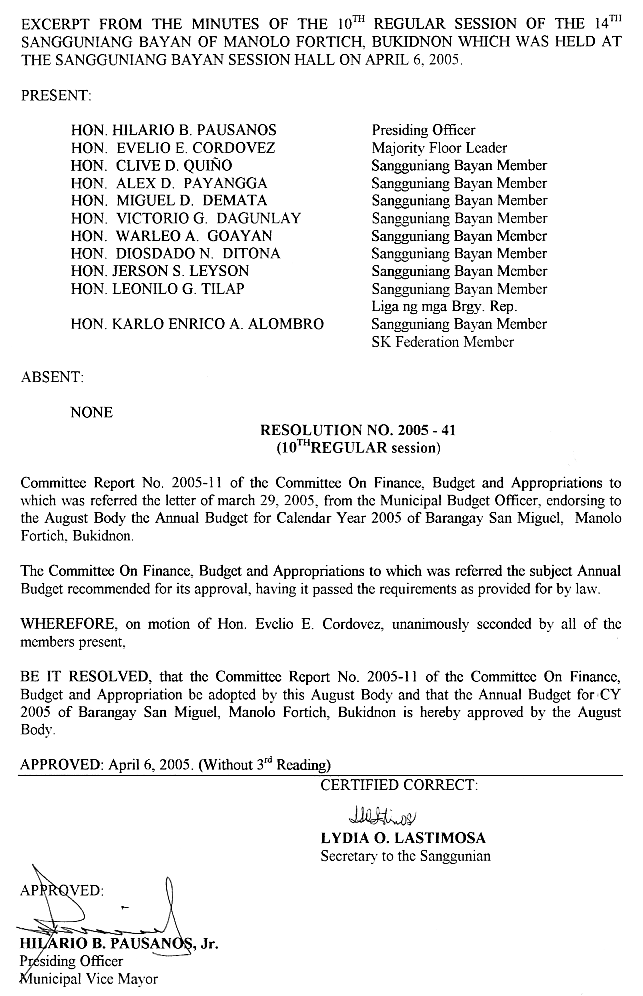 EXCERPT FROM THE MINUTES OF THE 10TH REGULAR SESSION OF THE 14TH
SANGGUNIANG BAYAN OF MANOLO FORTICH, BUKIDNON WHICH WAS HELD AT
THE SANGGUNIANG BAYAN SESSION HALL ON APRIL 6, 2005.
PRESENT:
HON. HILARIO B. PAUSANOS Presiding Officer
HON. EVELIO E. CORDOVEZ Majority Floor Leader
HON. CLIVE D. QUIÑO Sangguniang Bayan Member
HON. ALEX D. PAYANGGA Sangguniang Bayan Member
HON. MIGUEL D. DEMATA Sangguniang Bayan Member
HON. VICTORIO G. DAGUNLAY Sangguniang Bayan Member
HON. WARLEO A. GOAYAN Sangguniang Bayan Member
HON. DIOSDADO N. DITONA Sangguniang Bayan Member
HON. JERSON S. LEYSON Sangguniang Bayan Member
HON. LEONILO G. TILAP Sangguniang Bayan Member
Liga ng mga Brgy. Rep.
HON. KARLO ENRICO A. ALOMBRO Sangguniang Bayan Member
SK Federation Member
ABSENT:
NONE
RESOLUTION NO. 2005 - 41
(10THREGULAR session)
Committee Report No. 2005-11 of the Committee On Finance, Budget and Appropriations to
which was referred the letter of march 29, 2005, from the Municipal Budget Officer, endorsing to
the August Body the Annual Budget for Calendar Year 2005 of Barangay San Miguel, Manolo
Fortich, Bukidnon.
The Committee On Finance, Budget and Appropriations to which was referred the subject Annual
Budget recommended for its approval, having it passed the requirements as provided for by law.
WHEREFORE, on motion of Hon. Evelio E. Cordovez, unanimously seconded by all of the
members present,
BE IT RESOLVED, that the Committee Report No. 2005-11 of the Committee On Finance,
Budget and Appropriation be adopted by this August Body and that the Annual Budget for CY
2005 of Barangay San Miguel, Manolo Fortich, Bukidnon is hereby approved by the August
Body.
APPROVED: April 6, 2005. (Without 3rd Reading)
CERTIFIED CORRECT:
LYDIA O. LASTIMOSA
Secretary to the Sanggunian
APPROVED:
HILARIO B. PAUSANOS, Jr.
Presiding Officer
Municipal Vice Mayor